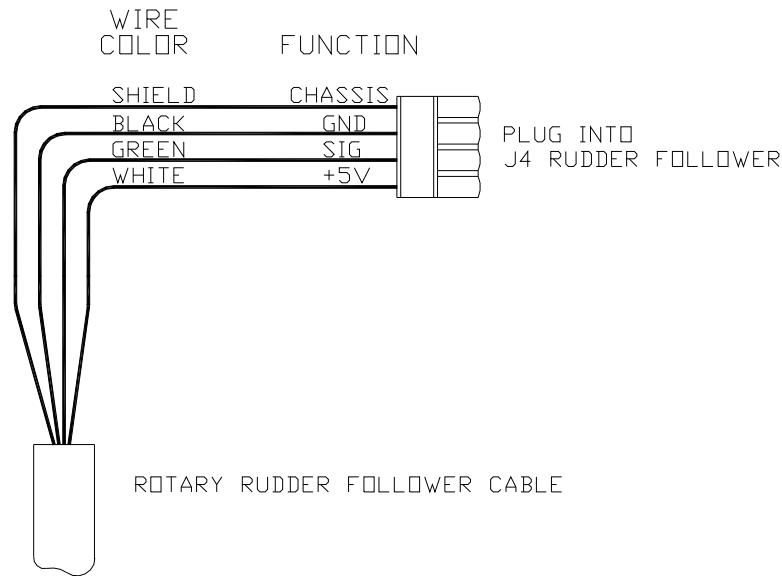 WIRE
COLOR FUNCTION
SHIELD CHASSIS
BLACK GND
GREEN SIG
WHITE +5V
PLUG INTO
J4 RUDDER FOLLOWER
ROTARY RUDDER FOLLOWER CABLE